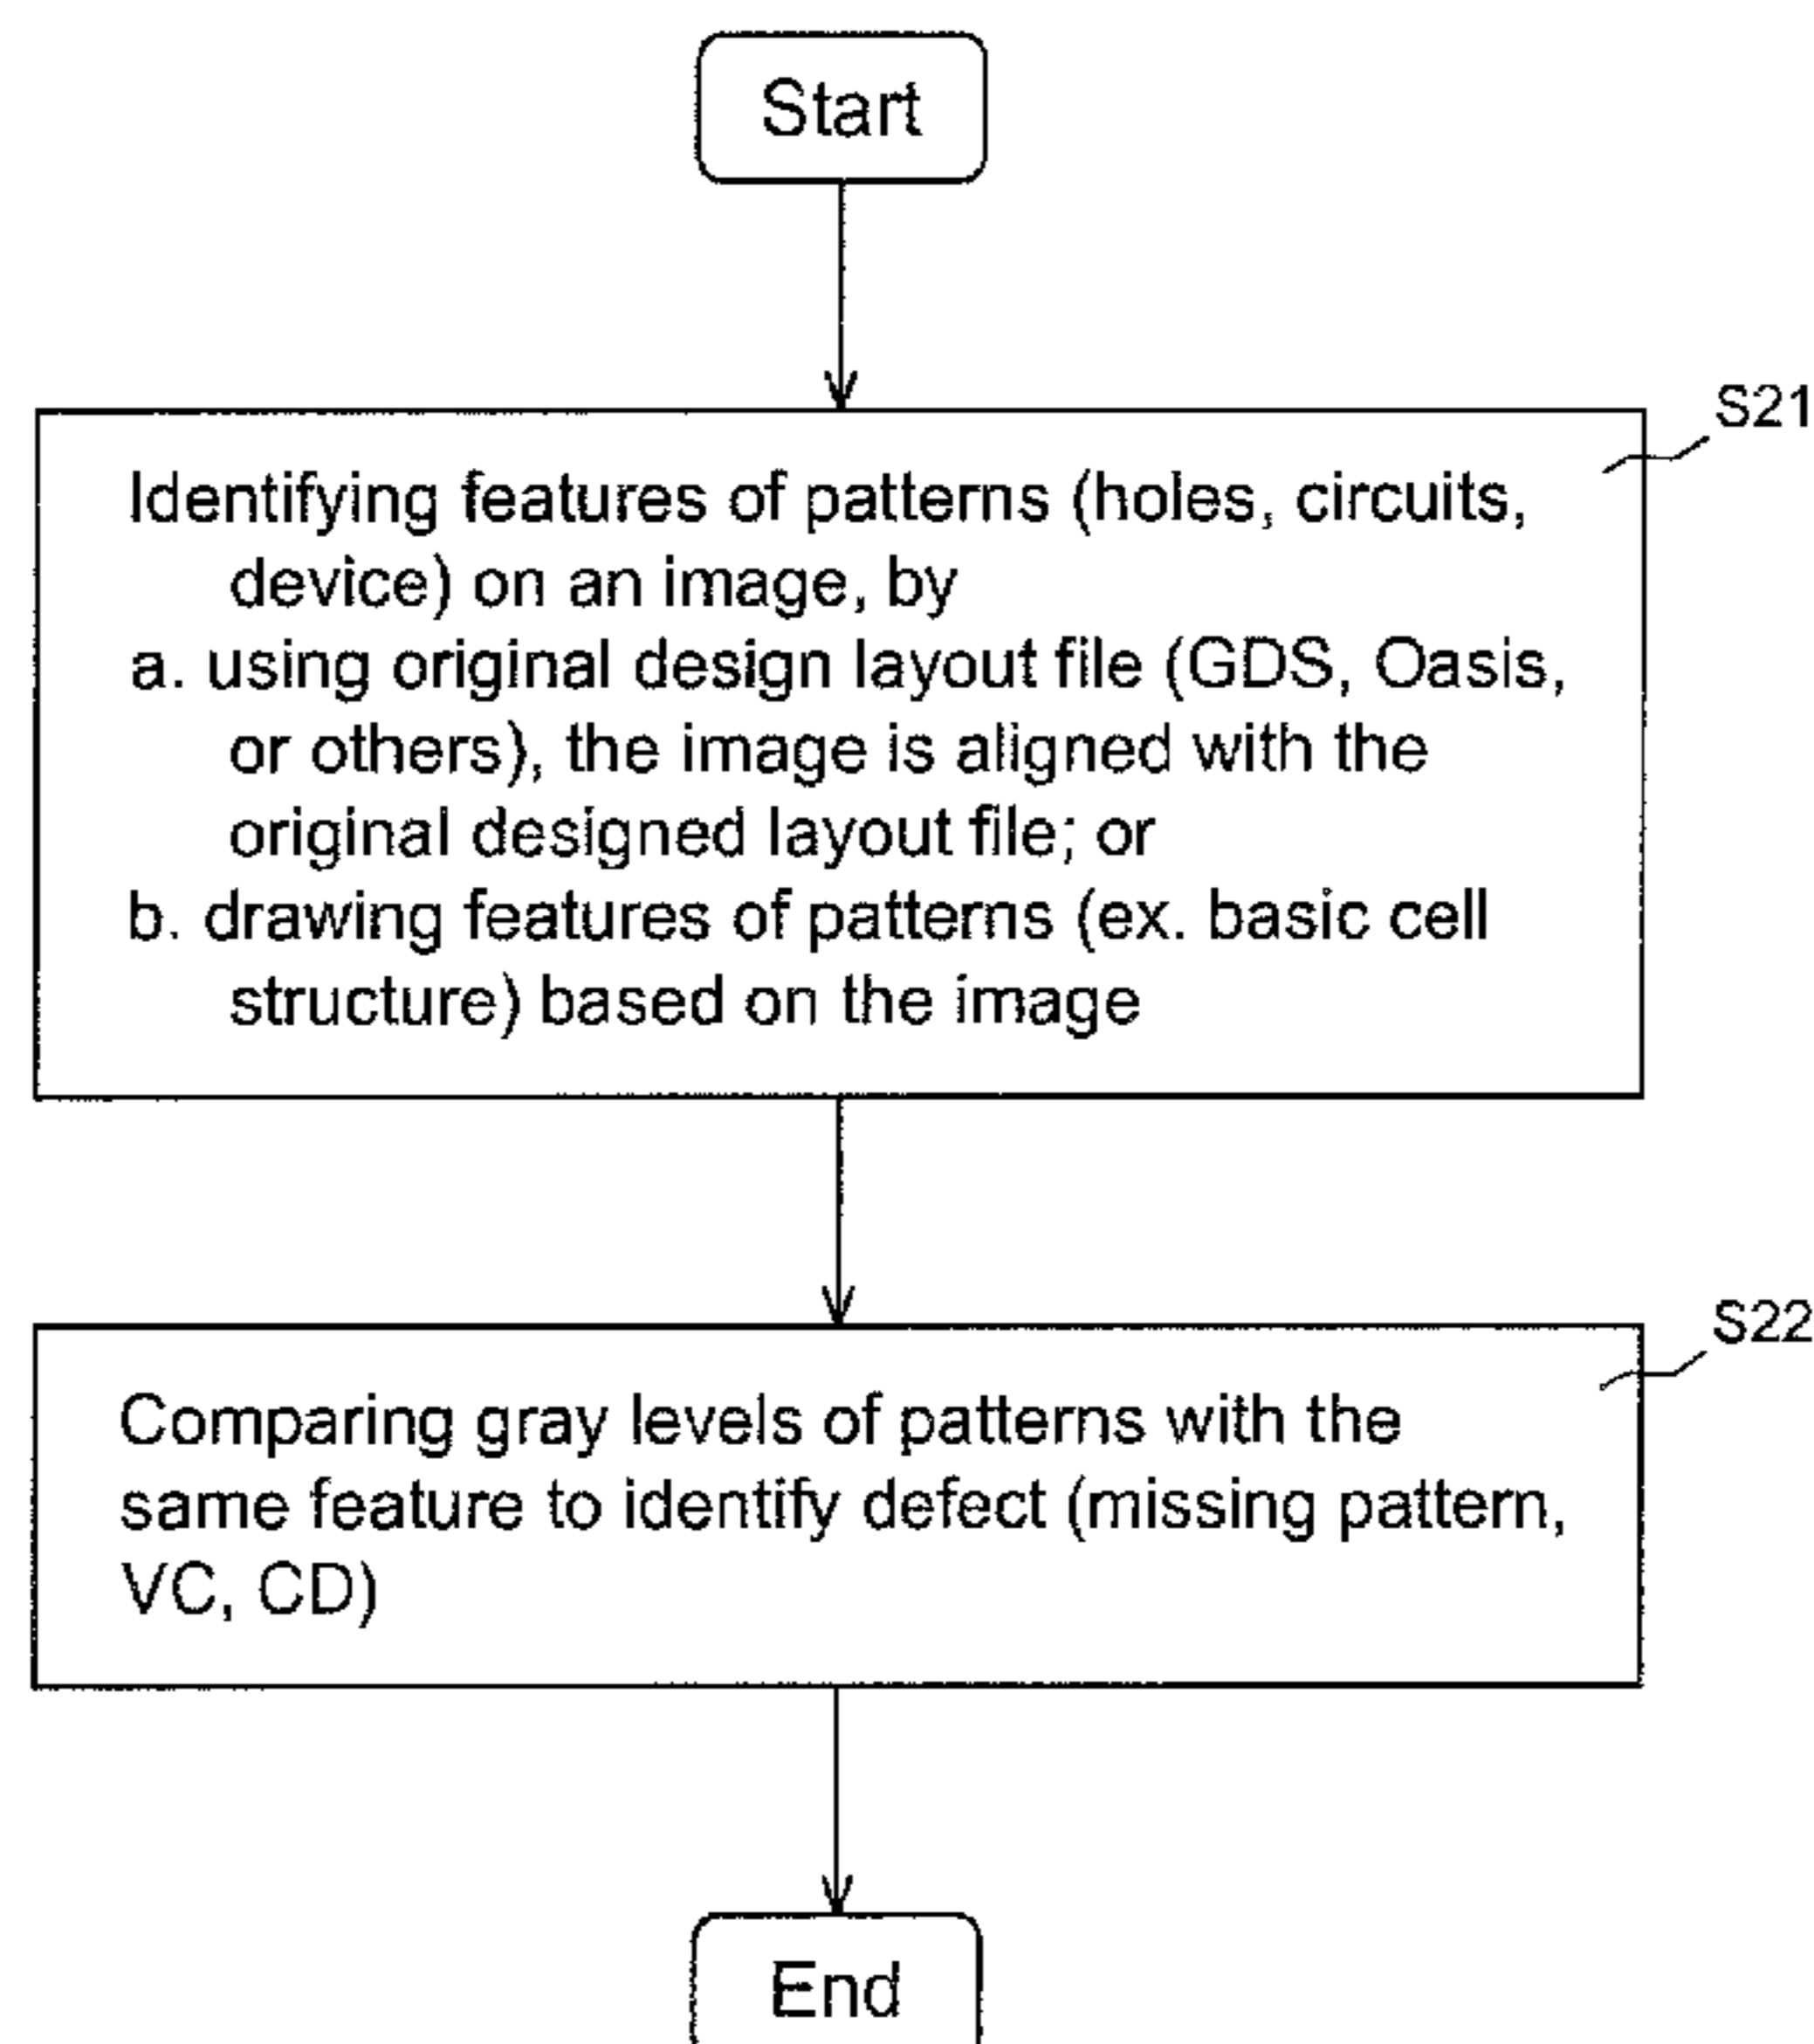 Start
S21
Identifying features of patterns (holes, circuits,
device) on an image, by
a. using original design layout file (GDS, Oasis,
or others), the image is aligned with the
original designed layout file; or
b. drawing features of patterns (ex. basic cell
structure) based on the image
S22
Comparing gray levels of patterns with the
same feature to identify defect (missing pattern,
VC, CD)
End